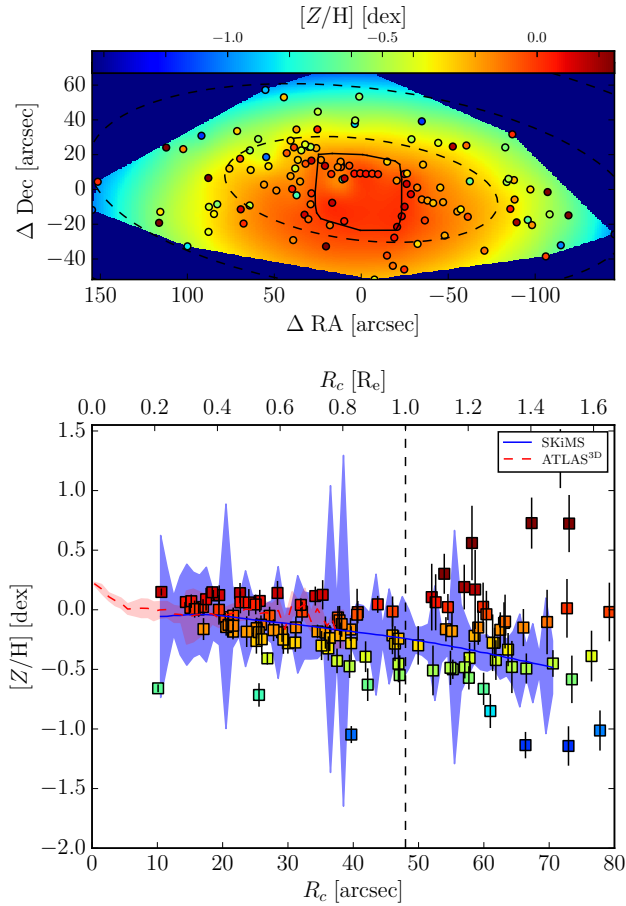 [Z/H] [dex]
−1.0 −0.5 0.0
60
40
20
0
−20
−40
Δ Dec [arcsec]
150 100 50 0 −50 −100
Δ RA [arcsec]
R_c [R_e]
0.0 0.2 0.4 0.6 0.8 1.0 1.2 1.4 1.6
1.5
1.0
0.5
0.0
−0.5
−1.0
−1.5
−2.0
[Z/H] [dex]
SKiMS
ATLAS³ᴰ
0 10 20 30 40 50 60 70 80
R_c [arcsec]